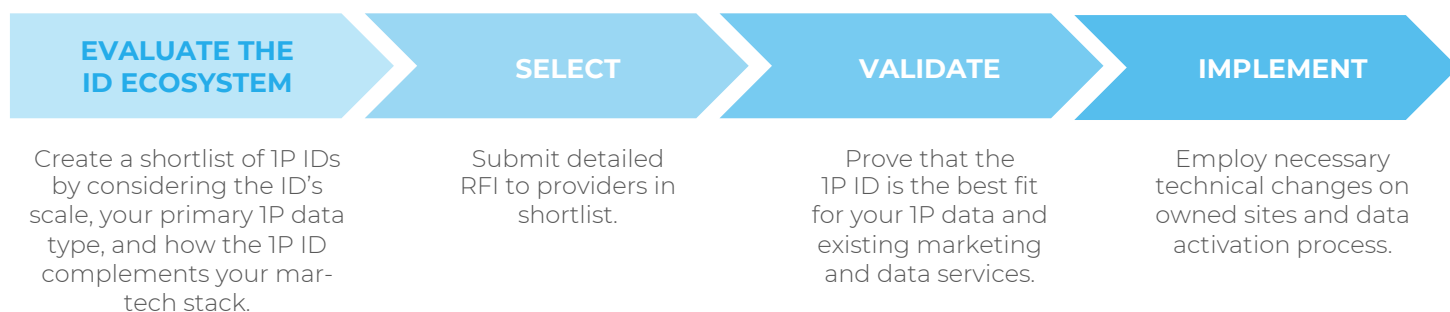 EVALUATE THE
ID ECOSYSTEM
Create a shortlist of 1P IDs
by considering the ID’s
scale, your primary 1P data
type, and how the 1P ID
complements your mar-
tech stack.
SELECT
Submit detailed
RFI to providers in
shortlist.
VALIDATE
Prove that the
1P ID is the best fit
for your 1P data and
existing marketing
and data services.
IMPLEMENT
Employ necessary
technical changes on
owned sites and data
activation process.